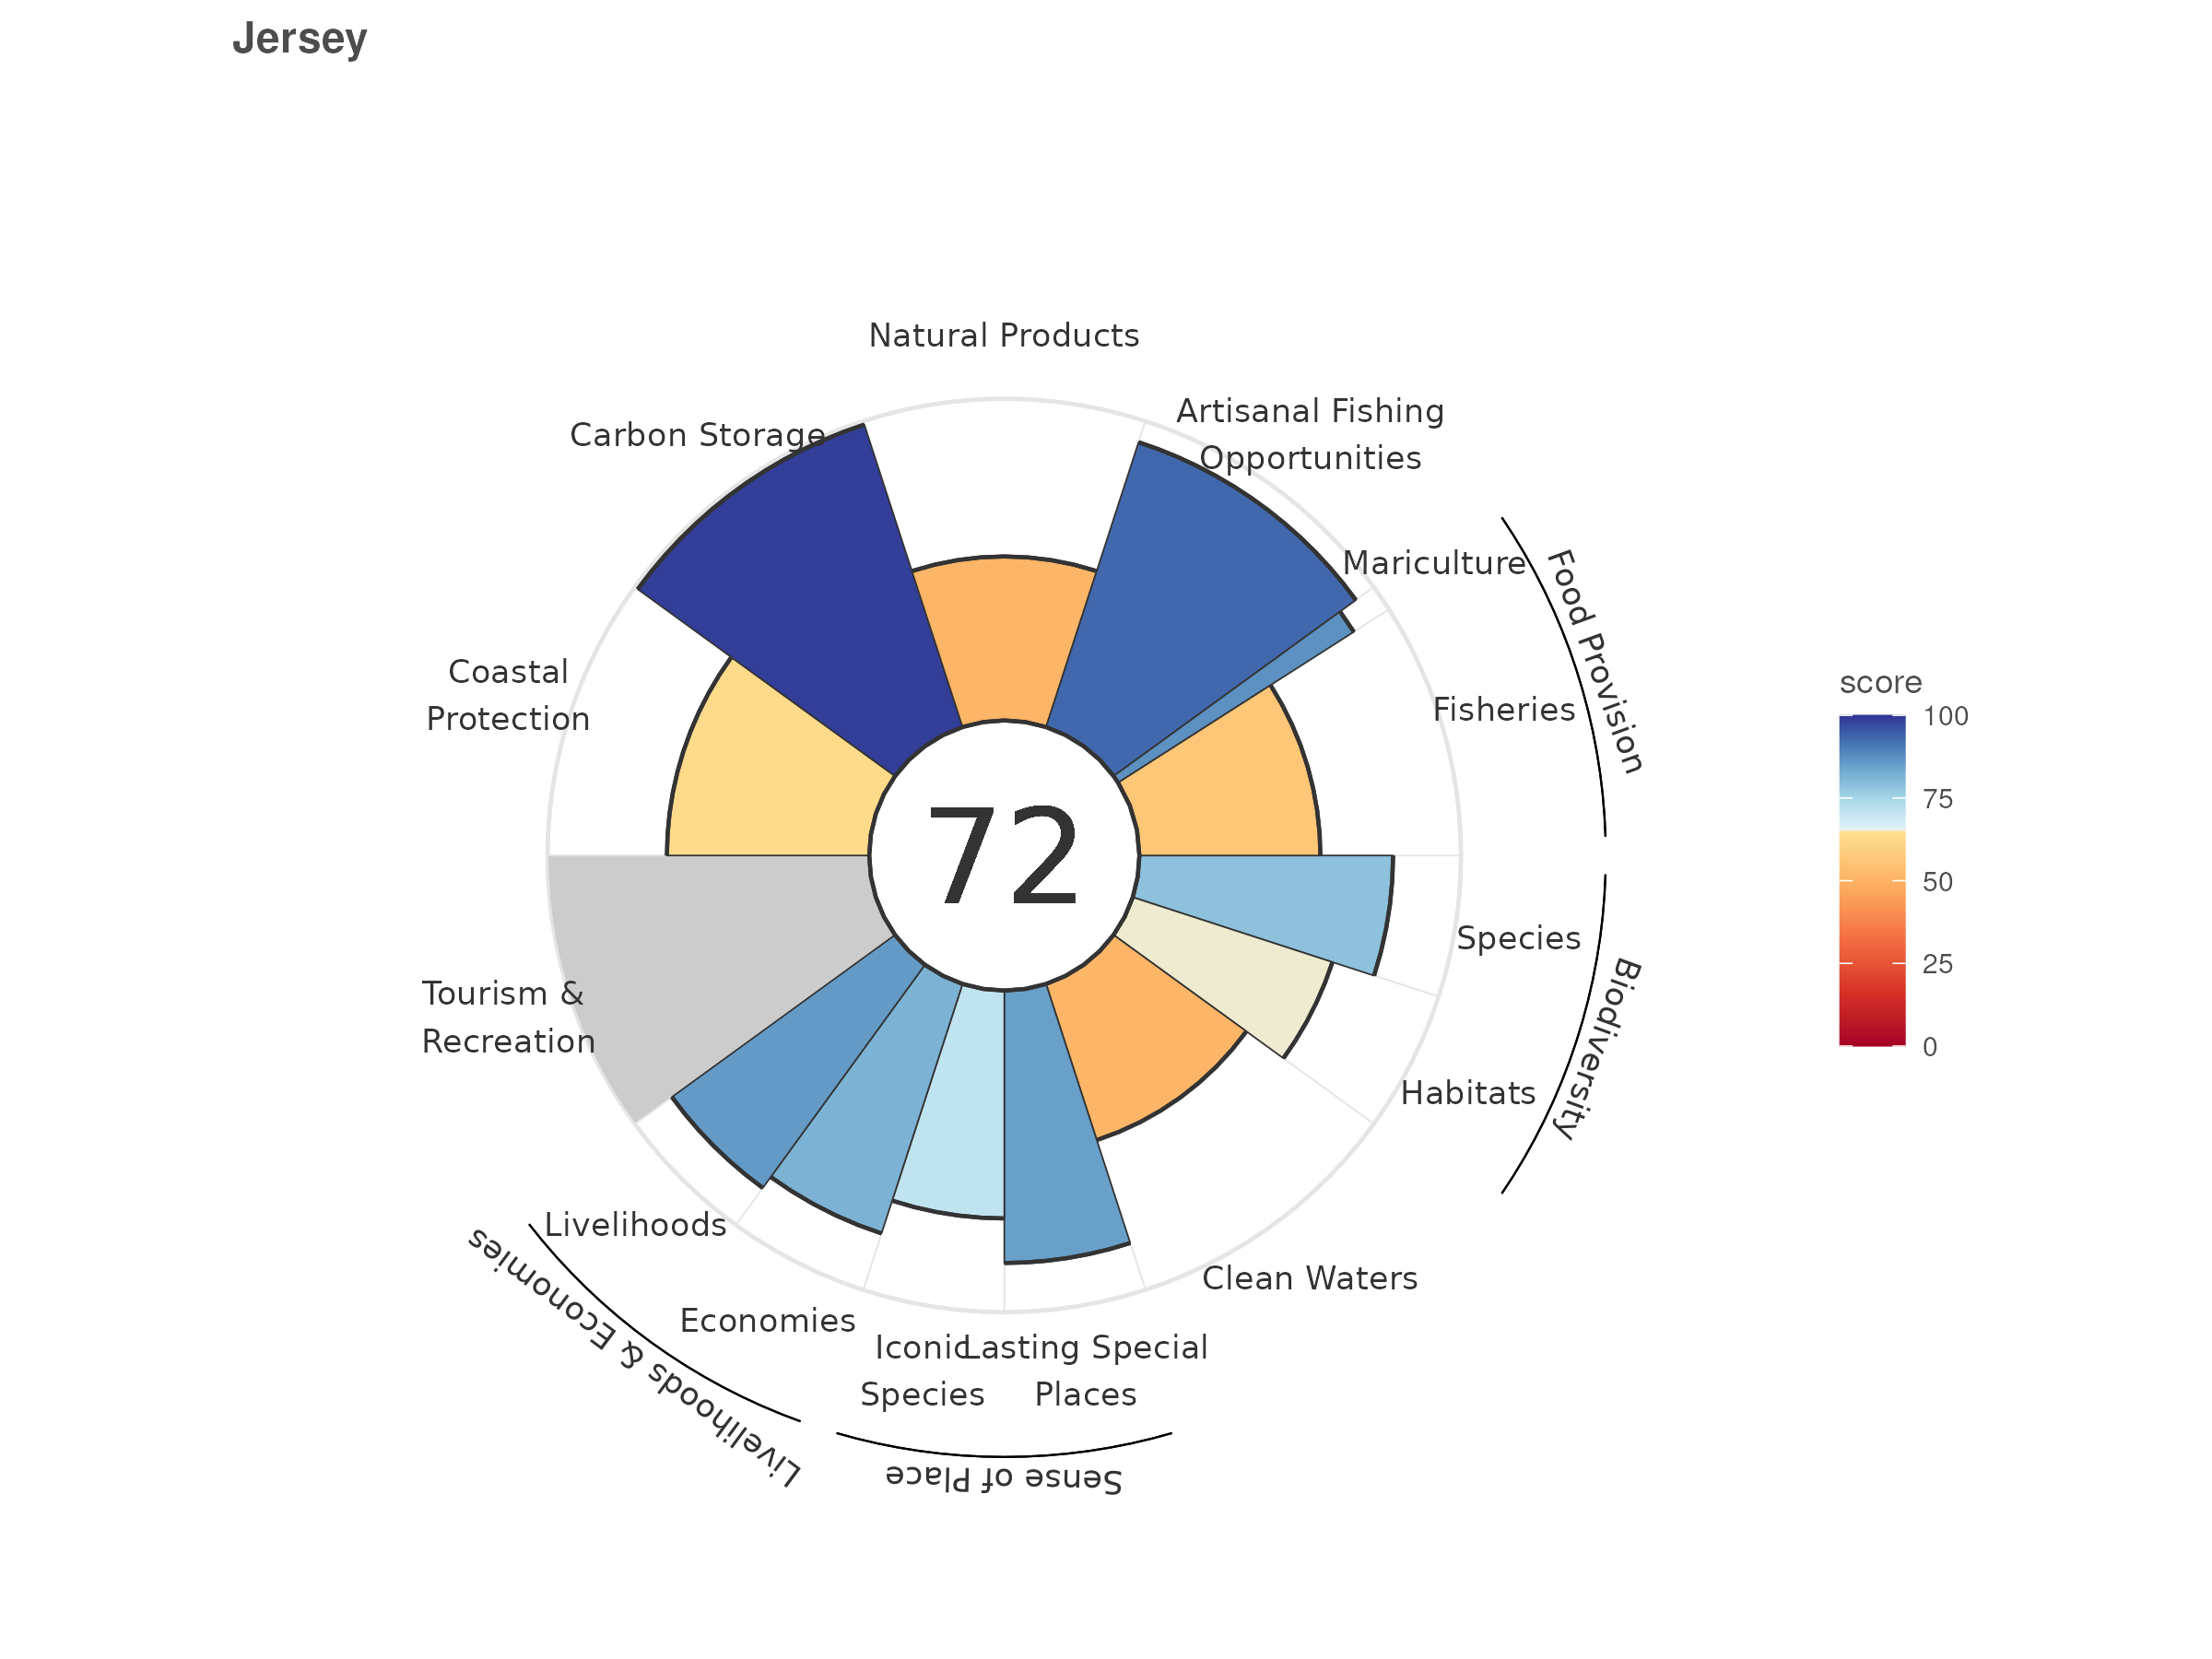 Jersey
Natural Products
Artisanal Fishing
Opportunities
Carbon Storage
Mariculture
Food Provision
Fisheries
Coastal
Protection
72
score
100
75
50
25
0
Species
Biodiversity
Habitats
Tourism &
Recreation
Clean Waters
Livelihoods
Economies
Livelihoods & Economies
Iconic
Species
Lasting Special
Places
Sense of Place